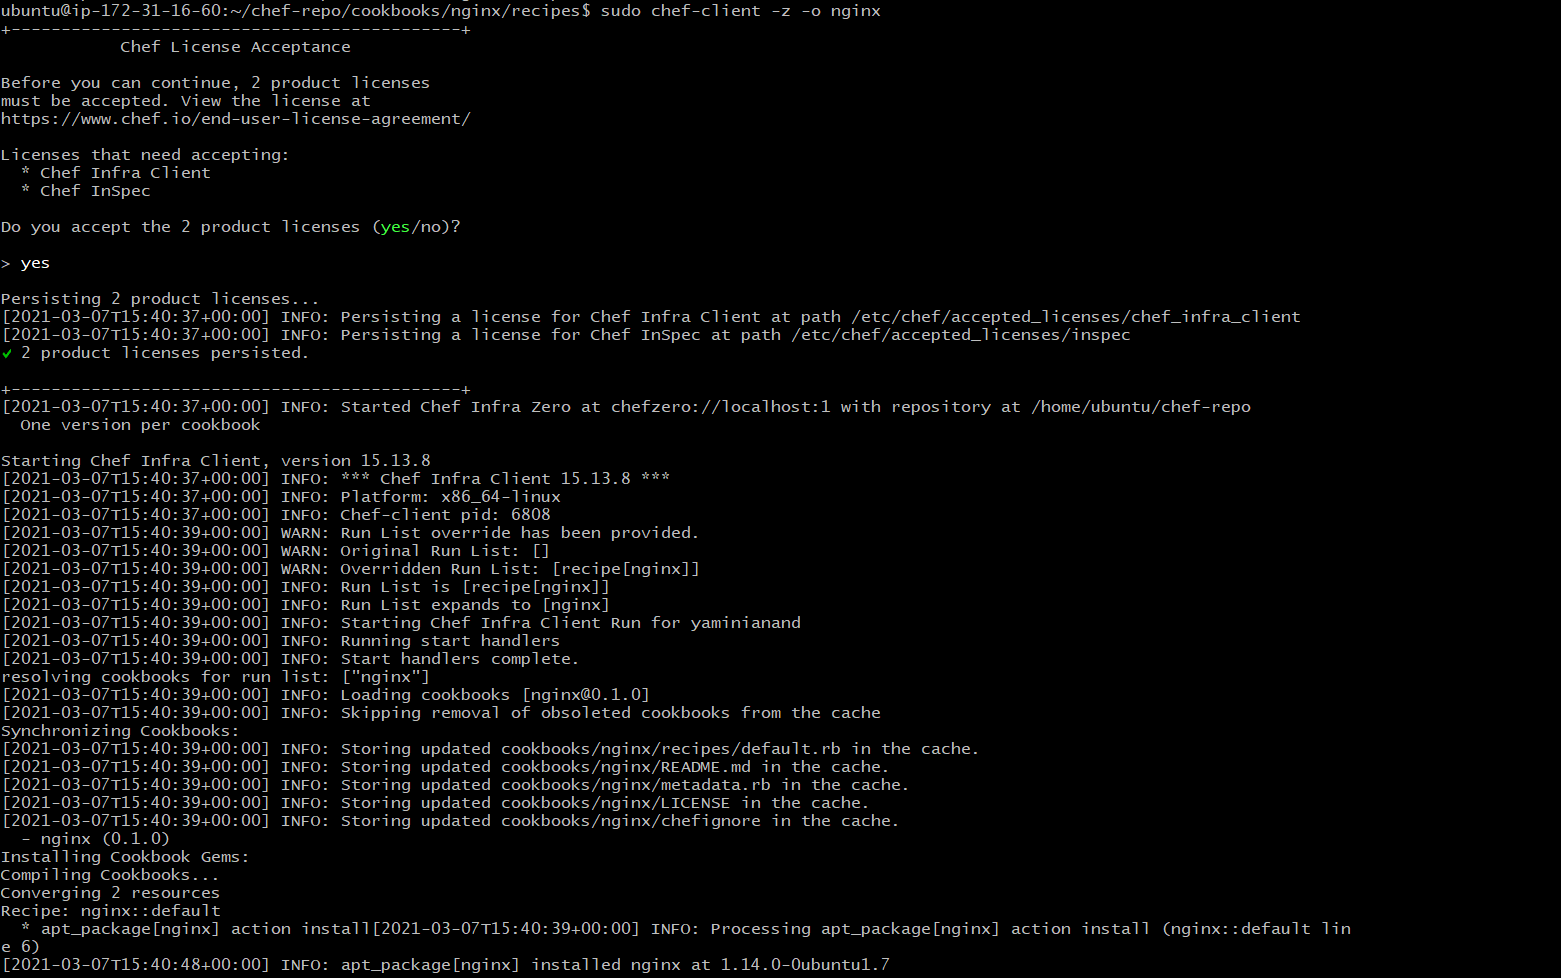 ubuntu@ip-172-31-16-60:~/chef-repo/cookbooks/nginx/recipes$ sudo chef-client -z -o nginx
+---------------------------------------------+
            Chef License Acceptance

Before you can continue, 2 product licenses
must be accepted. View the license at
https://www.chef.io/end-user-license-agreement/

Licenses that need accepting:
  * Chef Infra Client
  * Chef InSpec

Do you accept the 2 product licenses (yes/no)?

> yes

Persisting 2 product licenses...
[2021-03-07T15:40:37+00:00] INFO: Persisting a license for Chef Infra Client at path /etc/chef/accepted_licenses/chef_infra_client
[2021-03-07T15:40:37+00:00] INFO: Persisting a license for Chef InSpec at path /etc/chef/accepted_licenses/inspec
✔ 2 product licenses persisted.

+---------------------------------------------+
[2021-03-07T15:40:37+00:00] INFO: Started Chef Infra Zero at chefzero://localhost:1 with repository at /home/ubuntu/chef-repo
  One version per cookbook

Starting Chef Infra Client, version 15.13.8
[2021-03-07T15:40:37+00:00] INFO: *** Chef Infra Client 15.13.8 ***
[2021-03-07T15:40:37+00:00] INFO: Platform: x86_64-linux
[2021-03-07T15:40:37+00:00] INFO: Chef-client pid: 6808
[2021-03-07T15:40:39+00:00] WARN: Run List override has been provided.
[2021-03-07T15:40:39+00:00] WARN: Original Run List: []
[2021-03-07T15:40:39+00:00] WARN: Overridden Run List: [recipe[nginx]]
[2021-03-07T15:40:39+00:00] INFO: Run List is [recipe[nginx]]
[2021-03-07T15:40:39+00:00] INFO: Run List expands to [nginx]
[2021-03-07T15:40:39+00:00] INFO: Starting Chef Infra Client Run for yaminianand
[2021-03-07T15:40:39+00:00] INFO: Running start handlers
[2021-03-07T15:40:39+00:00] INFO: Start handlers complete.
resolving cookbooks for run list: ["nginx"]
[2021-03-07T15:40:39+00:00] INFO: Loading cookbooks [nginx@0.1.0]
[2021-03-07T15:40:39+00:00] INFO: Skipping removal of obsoleted cookbooks from the cache
Synchronizing Cookbooks:
[2021-03-07T15:40:39+00:00] INFO: Storing updated cookbooks/nginx/recipes/default.rb in the cache.
[2021-03-07T15:40:39+00:00] INFO: Storing updated cookbooks/nginx/README.md in the cache.
[2021-03-07T15:40:39+00:00] INFO: Storing updated cookbooks/nginx/metadata.rb in the cache.
[2021-03-07T15:40:39+00:00] INFO: Storing updated cookbooks/nginx/LICENSE in the cache.
[2021-03-07T15:40:39+00:00] INFO: Storing updated cookbooks/nginx/chefignore in the cache.
  - nginx (0.1.0)
Installing Cookbook Gems:
Compiling Cookbooks...
Converging 2 resources
Recipe: nginx::default
  * apt_package[nginx] action install[2021-03-07T15:40:39+00:00] INFO: Processing apt_package[nginx] action install (nginx::default lin
e 6)
[2021-03-07T15:40:48+00:00] INFO: apt_package[nginx] installed nginx at 1.14.0-0ubuntu1.7